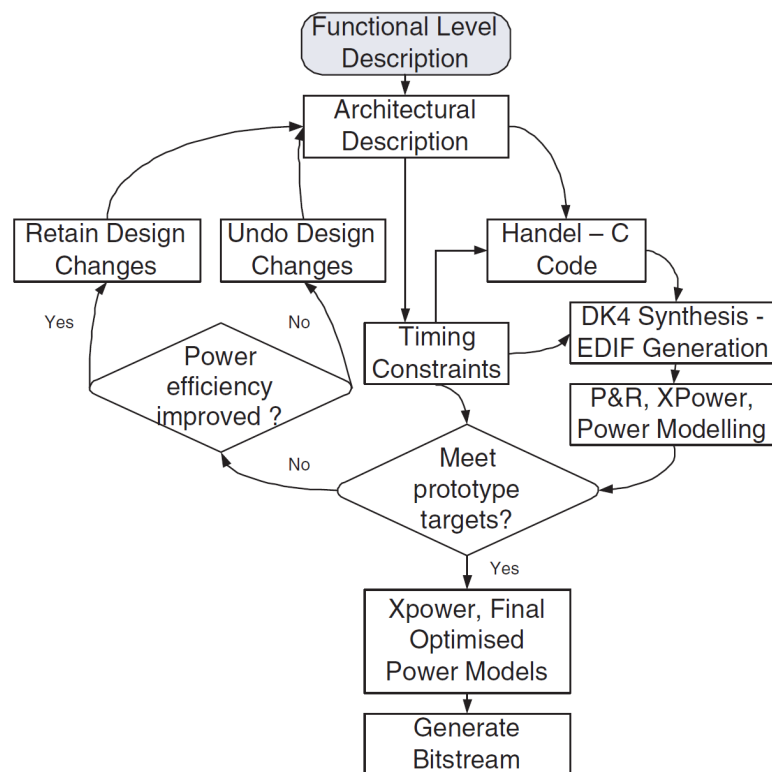 Functional Level
Description
Architectural
Description
Retain Design
Changes
Undo Design
Changes
Handel – C
Code
Yes
No
Timing
Constraints
DK4 Synthesis -
EDIF Generation
Power
efficiency
improved ?
P&R, XPower,
Power Modelling
No
Meet
prototype
targets?
Yes
Xpower, Final
Optimised
Power Models
Generate
Bitstream